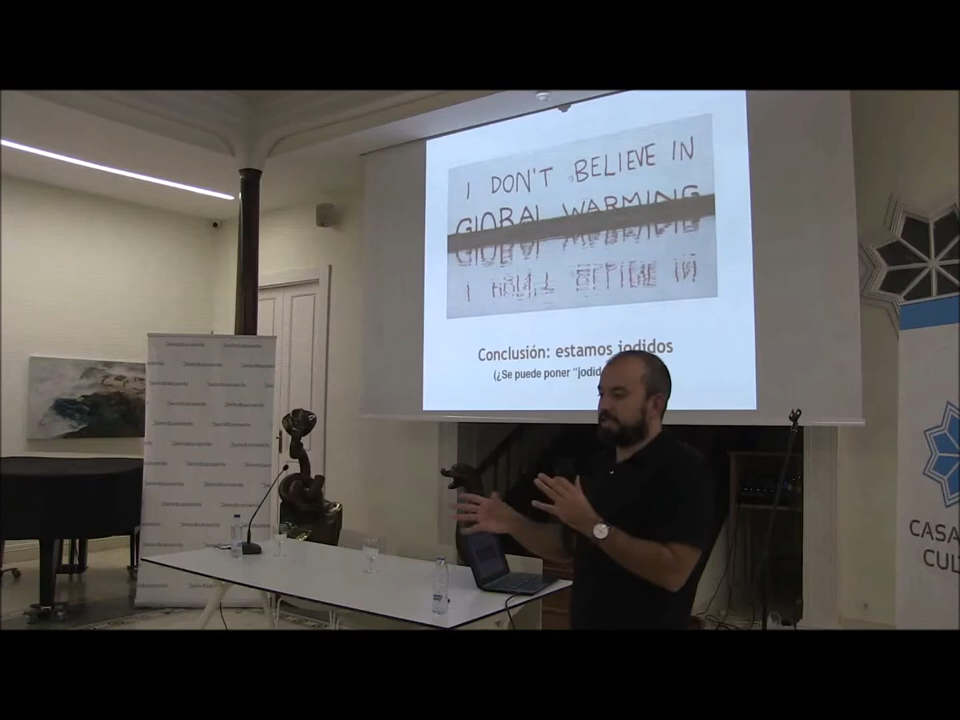 I DON'T BELIEVE IN
GLOBAL WARMING
Conclusión: estamos jodidos
(¿Se puede poner "jodid
CASA
CUL